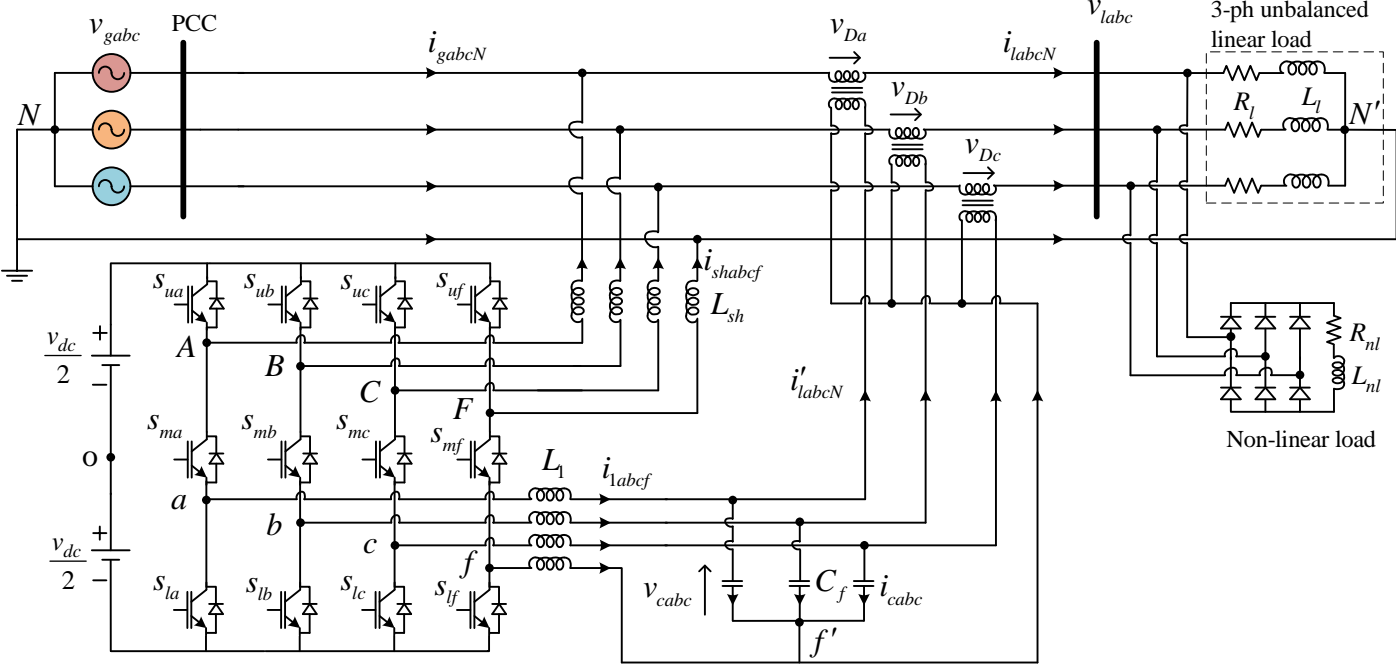 v_gabc
PCC
i_gabcN
v_Da
i_labcN
v_labc
3-ph unbalanced
linear load
v_Db
R_l
L_l
N
N′
v_Dc
s_ua
s_ub
s_uc
s_uf
i_shabcf
L_sh
v_dc/2
+
−
A
B
C
F
R_nl
L_nl
i′_labcN
Non-linear load
s_ma
s_mb
s_mc
s_mf
o
L_1
i_1abcf
a
b
c
f
v_dc/2
+
−
s_la
s_lb
s_lc
s_lf
v_cabc
C_f
i_cabc
f′